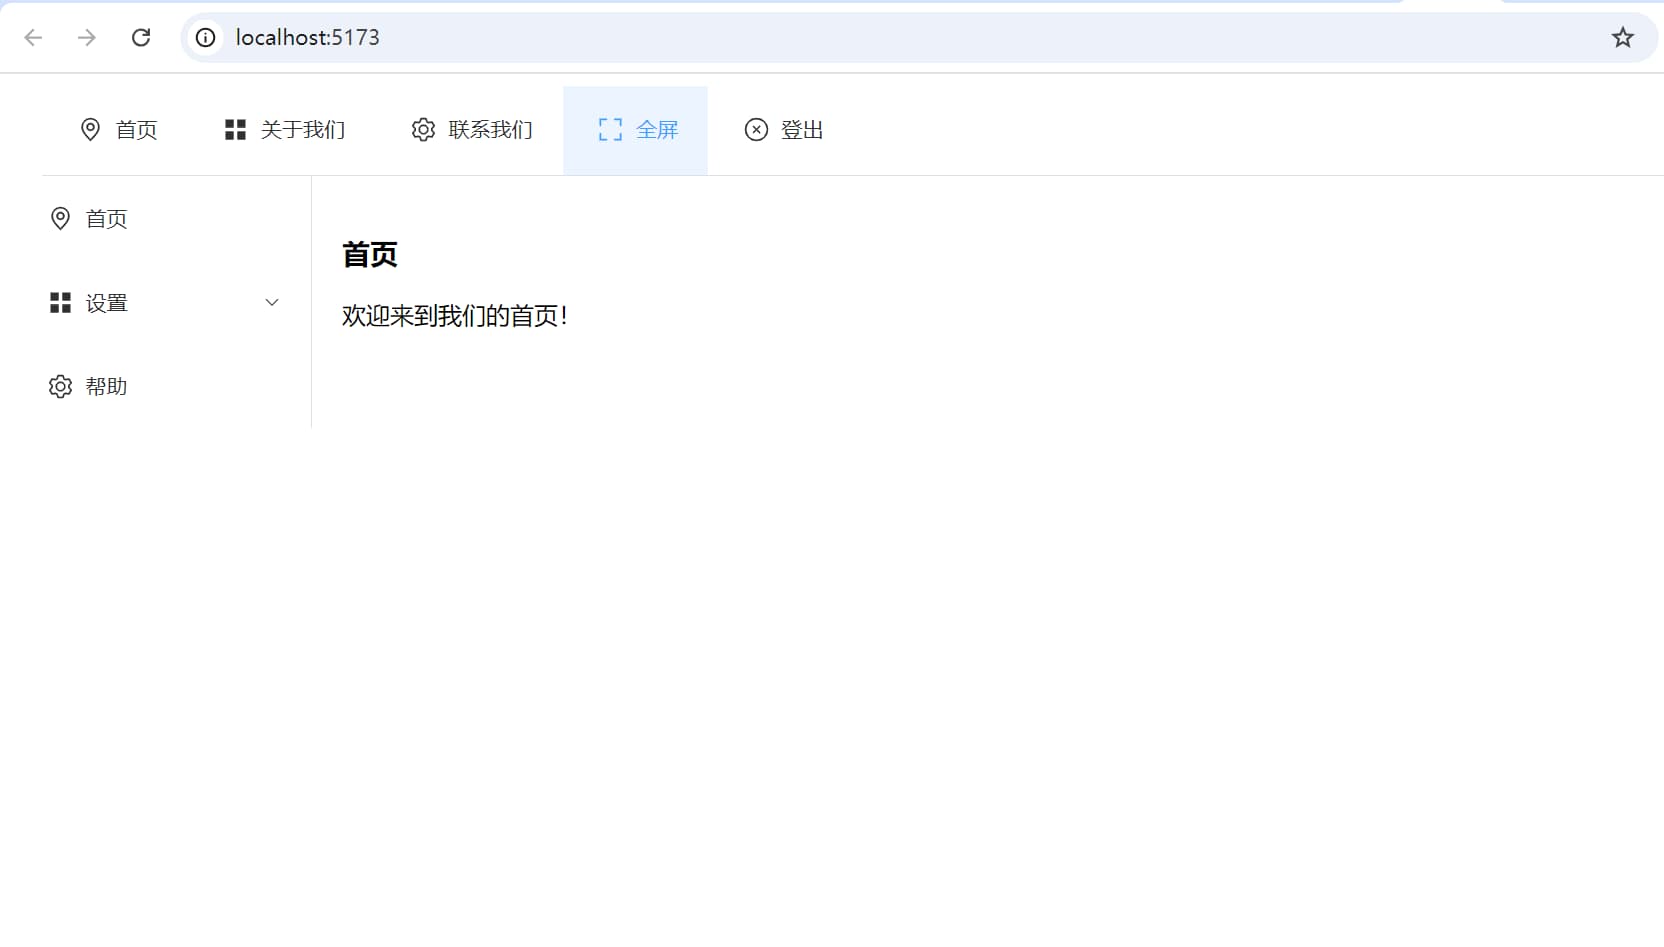 localhost:5173
首页 关于我们 联系我们 全屏 登出
首页
设置
帮助
首页
欢迎来到我们的首页！